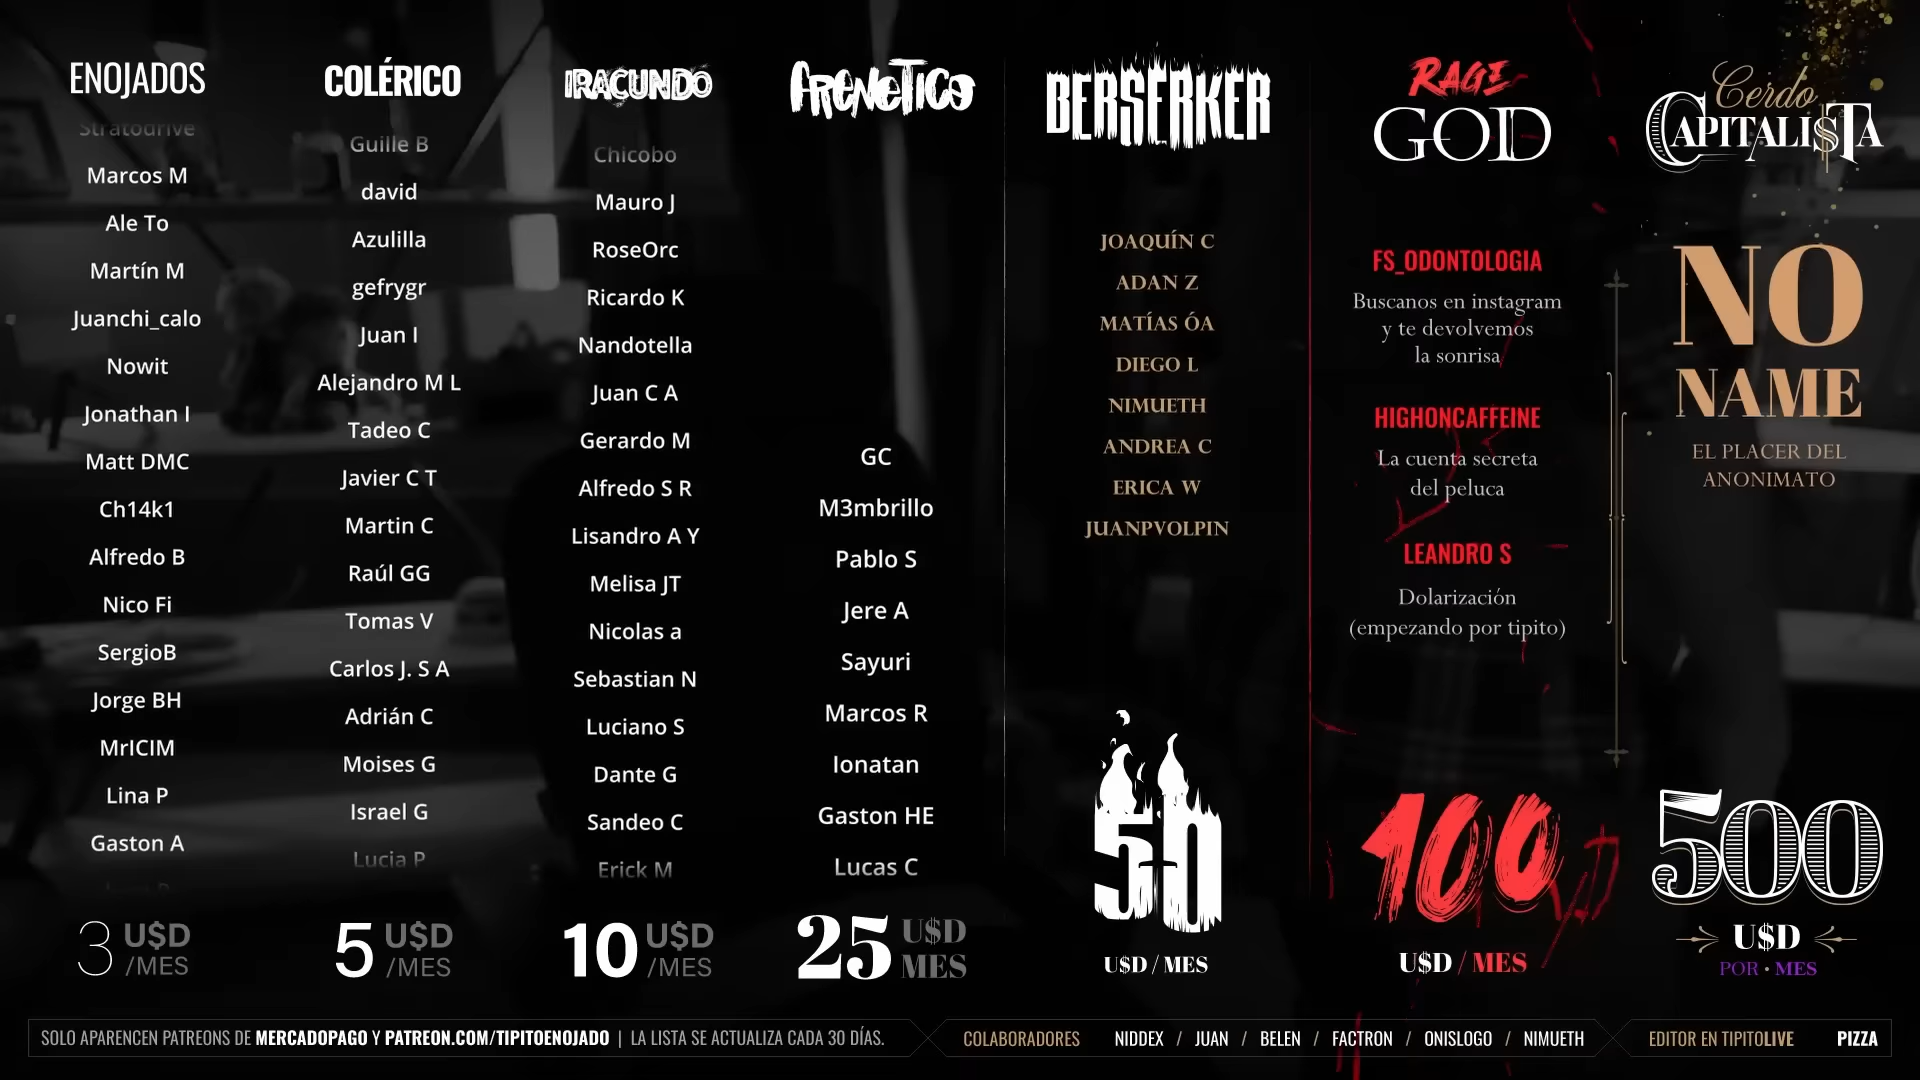 ENOJADOS
Stratodrive
Marcos M
Ale To
Martín M
Juanchi_calo
Nowit
Jonathan I
Matt DMC
Ch14k1
Alfredo B
Nico Fi
SergioB
Jorge BH
MrICIM
Lina P
Gaston A
3 U$D
/MES
COLÉRICO
Guille B
david
Azulilla
gefrygr
Juan I
Alejandro M L
Tadeo C
Javier C T
Martin C
Raúl GG
Tomas V
Carlos J. S A
Adrián C
Moises G
Israel G
Lucia P
5 U$D
/MES
IRACUNDO
Chicobo
Mauro J
RoseOrc
Ricardo K
Nandotella
Juan C A
Gerardo M
Alfredo S R
Lisandro A Y
Melisa JT
Nicolas a
Sebastian N
Luciano S
Dante G
Sandeo C
Erick M
10 U$D
/MES
FRENETICO
GC
M3mbrillo
Pablo S
Jere A
Sayuri
Marcos R
Ionatan
Gaston HE
Lucas C
25 U$D
MES
BERSERKER
JOAQUÍN C
ADAN Z
MATÍAS ÓA
DIEGO L
NIMUETH
ANDREA C
ERICA W
JUANPVOLPIN
50
U$D / MES
RAGE
GOD
FS_ODONTOLOGIA
Buscanos en instagram
y te devolvemos
la sonrisa
HIGHONCAFFEINE
La cuenta secreta
del peluca
LEANDRO S
Dolarización
(empezando por tipito)
100
U$D / MES
Cerdo
CAPITALI$TA
NO
NAME
EL PLACER DEL
ANONIMATO
500
U$D
POR • MES
SOLO APARENCEN PATREONS DE MERCADOPAGO Y PATREON.COM/TIPITOENOJADO | LA LISTA SE ACTUALIZA CADA 30 DÍAS.
COLABORADORES NIDDEX / JUAN / BELEN / FACTRON / ONISLOGO / NIMUETH
EDITOR EN TIPITOLIVE PIZZA